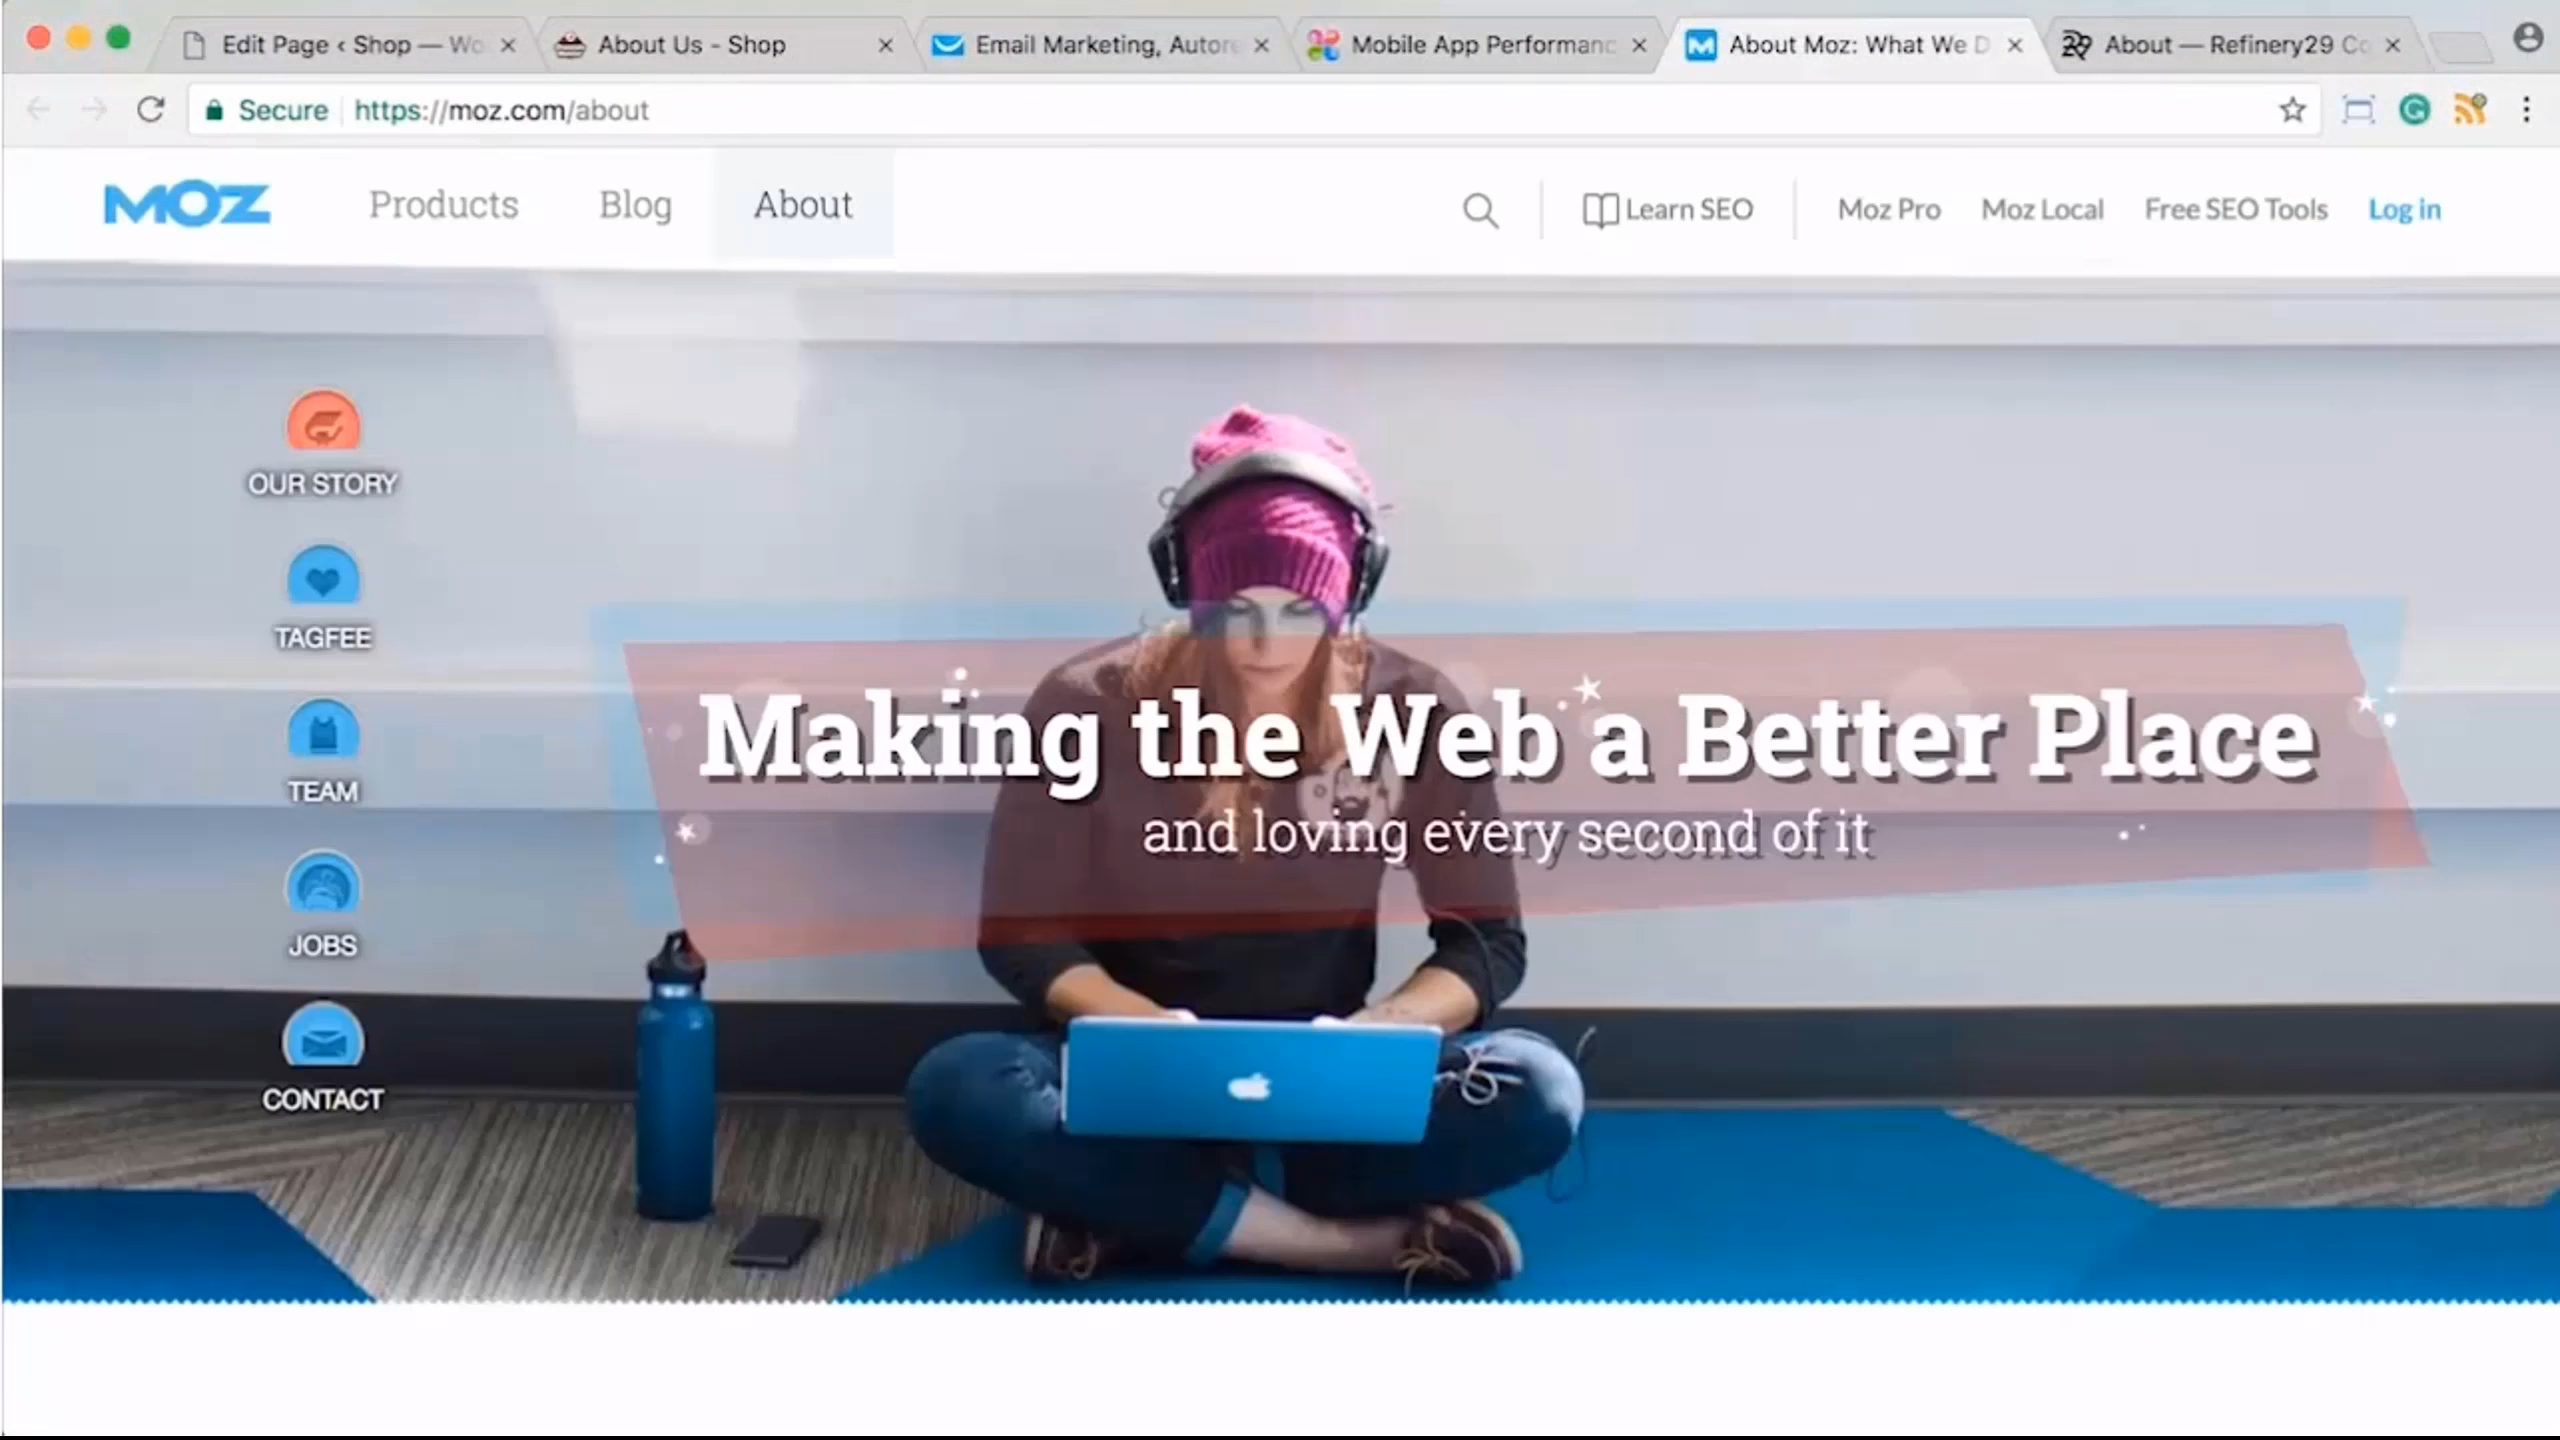 Edit Page ‹ Shop — Wo
About Us - Shop
Email Marketing, Autore
Mobile App Performanc
About Moz: What We D
About — Refinery29 Co
Secure
https://moz.com/about
MOZ
Products
Blog
About
Learn SEO
Moz Pro
Moz Local
Free SEO Tools
Log in
OUR STORY
TAGFEE
TEAM
JOBS
CONTACT
Making the Web a Better Place
and loving every second of it